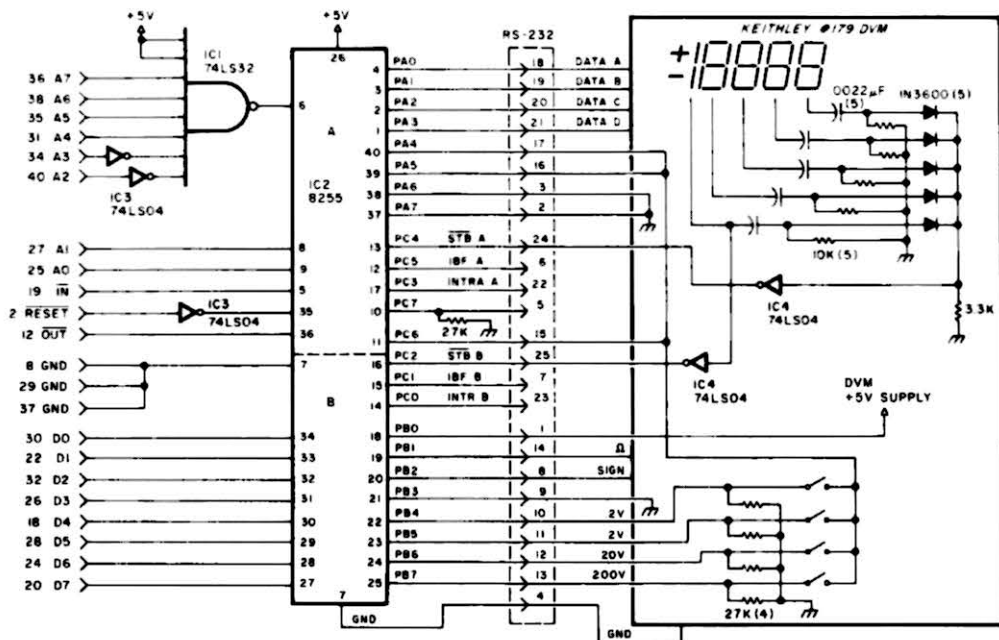 +5V
IC1
74LS32
36 A7
38 A6
35 A5
31 A4
34 A3
40 A2
IC3
74LS04
27 A1
25 A0
19 IN
2 RESET
12 OUT
IC3
74LS04
8 GND
29 GND
37 GND
30 D0
22 D1
32 D2
26 D3
18 D4
28 D5
24 D6
20 D7
+5V
26
6
A
IC2
8255
8
9
5
35
36
7
B
34
33
32
31
30
29
28
27
7
GND
RS-232
4 PA0 18 DATA A
3 PA1 19 DATA B
2 PA2 20 DATA C
1 PA3 21 DATA D
40 PA4 17
39 PA5 16
38 PA6 3
37 PA7 2
13 PC4 STB A 24
12 PC5 IBF A 6
17 PC3 INTRA A 22
10 PC7 5
27K
11 PC6 15
16 PC2 STB B 25
15 PC1 IBF B 7
14 PC0 INTR B 23
18 PB0 1
19 PB1 14 Ω
20 PB2 8 SIGN
21 PB3 9
22 PB4 10 2V
23 PB5 11 2V
24 PB6 12 20V
25 PB7 13 200V
4
GND
KEITHLEY @179 DVM
+
-18888
.0022µF
(5)
1N3600(5)
10K(5)
IC4
74LS04
3.3K
IC4
74LS04
DVM
+5V SUPPLY
27K(4)